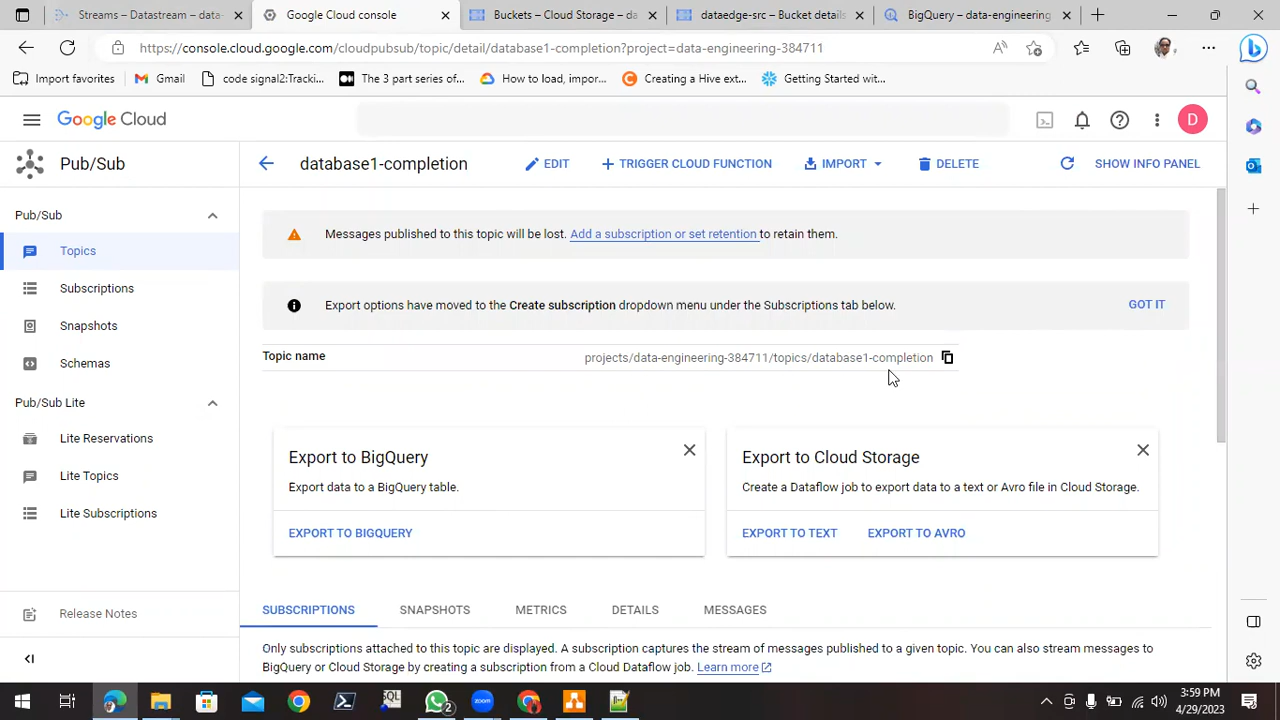 Streams – Datastream – data-
Google Cloud console
Buckets – Cloud Storage – da
dataedge-src – Bucket details
BigQuery – data-engineering
https://console.cloud.google.com/cloudpubsub/topic/detail/database1-completion?project=data-engineering-384711
Import favorites
Gmail
code signal2:Tracki...
The 3 part series of...
How to load, impor...
Creating a Hive ext...
Getting Started wit...
Google Cloud
D
Pub/Sub
database1-completion
EDIT
TRIGGER CLOUD FUNCTION
IMPORT
DELETE
SHOW INFO PANEL
Pub/Sub
Topics
Subscriptions
Snapshots
Schemas
Pub/Sub Lite
Lite Reservations
Lite Topics
Lite Subscriptions
Release Notes
Messages published to this topic will be lost. Add a subscription or set retention to retain them.
Export options have moved to the Create subscription dropdown menu under the Subscriptions tab below.
GOT IT
Topic name
projects/data-engineering-384711/topics/database1-completion
Export to BigQuery
Export data to a BigQuery table.
EXPORT TO BIGQUERY
Export to Cloud Storage
Create a Dataflow job to export data to a text or Avro file in Cloud Storage.
EXPORT TO TEXT
EXPORT TO AVRO
SUBSCRIPTIONS
SNAPSHOTS
METRICS
DETAILS
MESSAGES
Only subscriptions attached to this topic are displayed. A subscription captures the stream of messages published to a given topic. You can also stream messages to
BigQuery or Cloud Storage by creating a subscription from a Cloud Dataflow job. Learn more
SQL
2
zoom
3:59 PM
4/29/2023